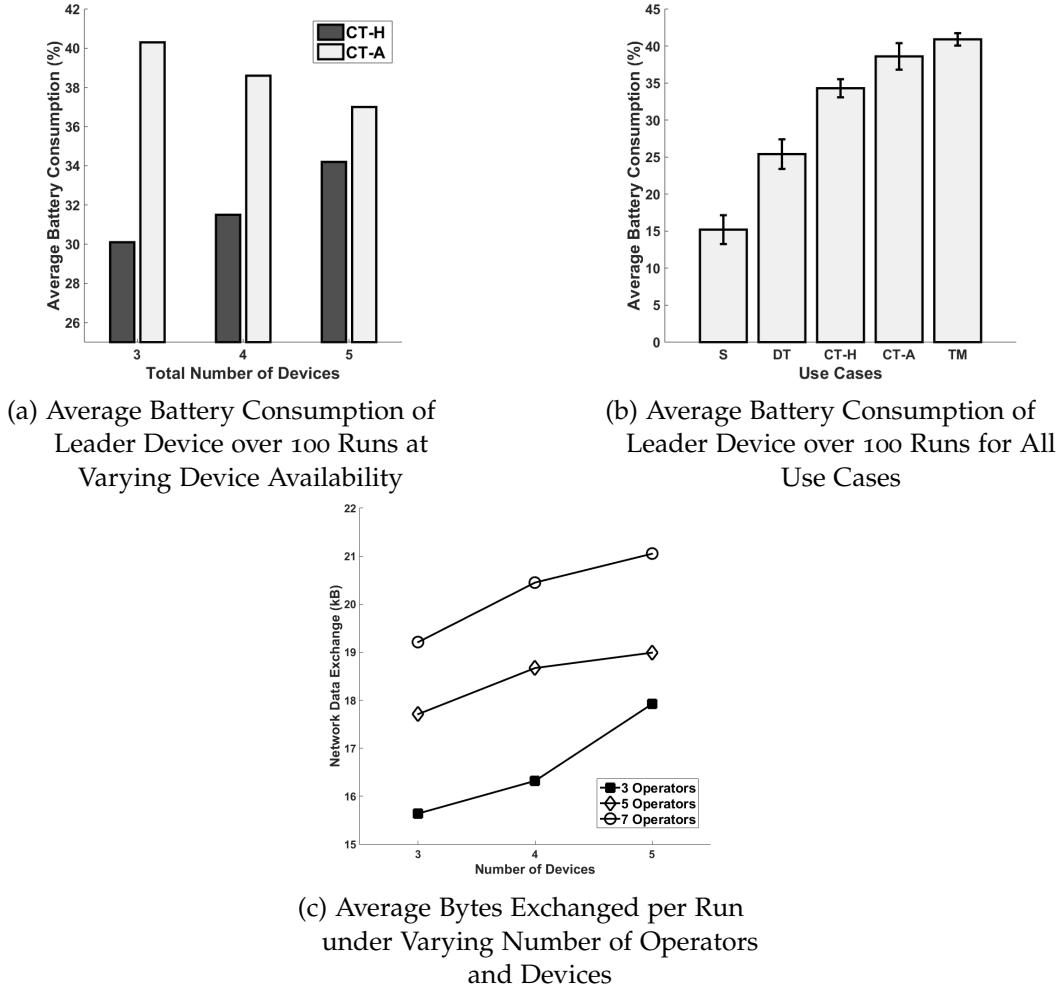 42
40
38
36
34
32
30
28
26
Average Battery Consumption (%)
CT-H
CT-A
3
4
5
Total Number of Devices
(a) Average Battery Consumption of
Leader Device over 100 Runs at
Varying Device Availability
45
40
35
30
25
20
15
10
5
0
Average Battery Consumption (%)
S
DT
CT-H
CT-A
TM
Use Cases
(b) Average Battery Consumption of
Leader Device over 100 Runs for All
Use Cases
22
21
20
19
18
17
16
15
Network Data Exchange (kB)
3 Operators
5 Operators
7 Operators
3
4
5
Number of Devices
(c) Average Bytes Exchanged per Run
under Varying Number of Operators
and Devices